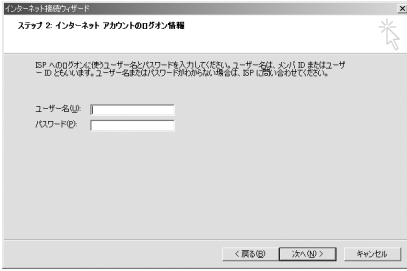 インターネット接続ウィザード
ステップ 2: インターネット アカウントのログオン情報
ISP へのログオンに使うユーザー名とパスワードを入力してください。ユーザー名は、メンバ ID またはユーザ
ー ID ともいいます。ユーザー名またはパスワードがわからない場合は、ISP に問い合わせてください。
ユーザー名(U):
パスワード(P):
< 戻る(B) 次へ(N) > キャンセル